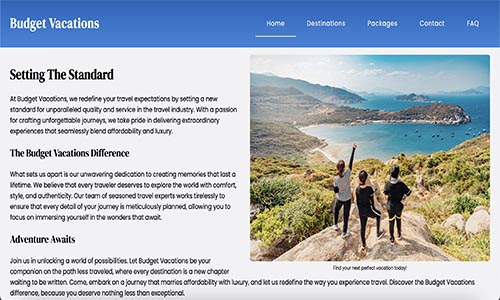 Budget Vacations
Home Destinations Packages Contact FAQ
Setting The Standard
At Budget Vacations, we redefine your travel expectations by setting a new
standard for unparalleled quality and service in the travel industry. With a passion
for crafting unforgettable journeys, we take pride in delivering extraordinary
experiences that seamlessly blend affordability and luxury.
The Budget Vacations Difference
What sets us apart is our unwavering dedication to creating memories that last a
lifetime. We believe that every traveler deserves to explore the world with comfort,
style, and authenticity. Our team of seasoned travel experts works tirelessly to
ensure that every detail of your journey is meticulously planned, allowing you to
focus on immersing yourself in the wonders that await.
Adventure Awaits
Find your next perfect vacation today!
Join us in unlocking a world of possibilities. Let Budget Vacations be your
companion on the path less traveled, where every destination is a new chapter
waiting to be written. Come, embark on a journey that marries affordability with luxury, and let us redefine the way you experience travel. Discover the Budget Vacations
difference, because you deserve nothing less than exceptional.